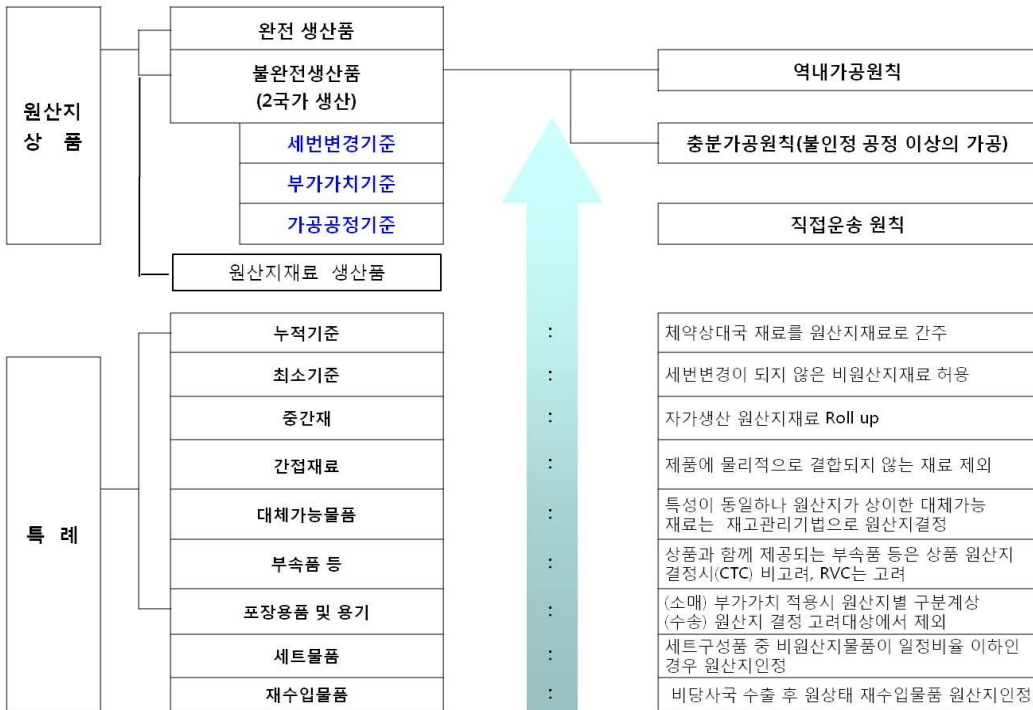 원산지
상 품
완전 생산품
불완전생산품
(2국가 생산)
세번변경기준
부가가치기준
가공공정기준
원산지재료 생산품
역내가공원칙
충분가공원칙(불인정 공정 이상의 가공)
직접운송 원칙
특 례
누적기준 : 체약상대국 재료를 원산지재료로 간주
최소기준 : 세번변경이 되지 않은 비원산지재료 허용
중간재 : 자가생산 원산지재료 Roll up
간접재료 : 제품에 물리적으로 결합되지 않는 재료 제외
대체가능물품 : 특성이 동일하나 원산지가 상이한 대체가능
재료는 재고관리기법으로 원산지결정
부속품 등 : 상품과 함께 제공되는 부속품 등은 상품 원산지
결정시(CTC) 비고려, RVC는 고려
포장용품 및 용기 : (소매) 부가가치 적용시 원산지별 구분계상
(수송) 원산지 결정 고려대상에서 제외
세트물품 : 세트구성품 중 비원산지물품이 일정비율 이하인
경우 원산지인정
재수입물품 : 비당사국 수출 후 원상태 재수입물품 원산지인정